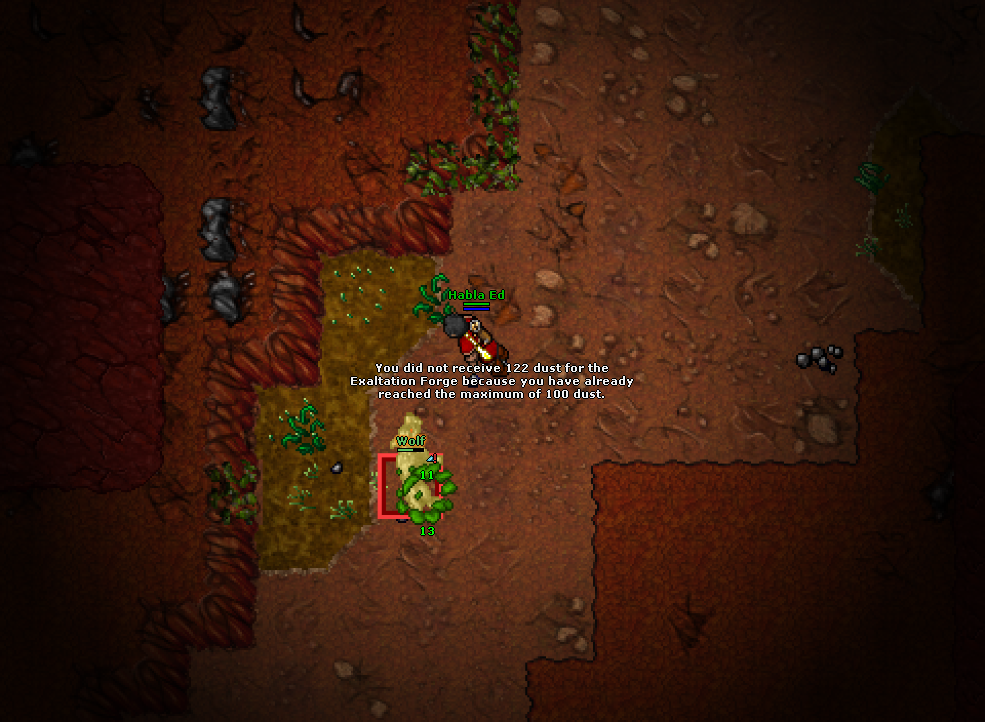 Habla Ed
You did not receive 122 dust for the
Exaltation Forge because you have already
reached the maximum of 100 dust.
Wolf
11
13